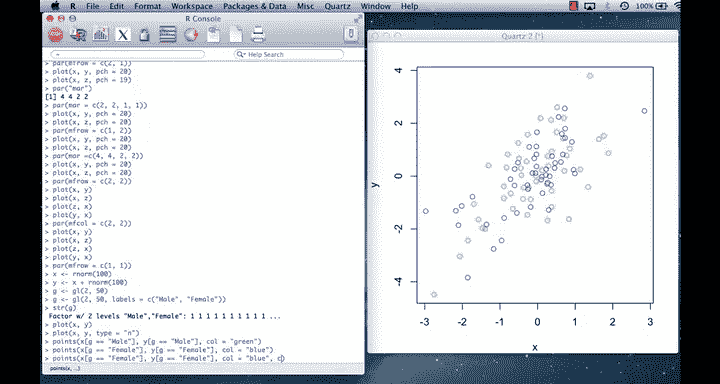 R File Edit Format Workspace Packages & Data Misc Quartz Window Help 100%
R Console
Help Search
> par(mfrow = c(2, 1))
> plot(x, y, pch = 20)
> plot(x, z, pch = 19)
> par("mar")
[1] 4 4 2 2
> par(mar = c(2, 2, 1, 1))
> plot(x, y, pch = 20)
> plot(x, z, pch = 20)
> par(mfrow = c(1, 2))
> plot(x, y, pch = 20)
> plot(x, z, pch = 20)
> par(mar =c(4, 4, 2, 2))
> plot(x, y, pch = 20)
> plot(x, z, pch = 20)
> par(mfrow = c(2, 2))
> plot(x, y)
> plot(x, z)
> plot(z, x)
> plot(y, x)
> par(mfcol = c(2, 2))
> plot(x, y)
> plot(x, z)
> plot(z, x)
> plot(y, x)
> par(mfrow = c(1, 1))
> x <- rnorm(100)
> y <- x + rnorm(100)
> g <- gl(2, 50)
> g <- gl(2, 50, labels = c("Male", "Female"))
> str(g)
Factor w/ 2 levels "Male","Female": 1 1 1 1 1 1 1 1 1 1 ...
> plot(x, y)
> plot(x, y, type = "n")
> points(x[g == "Male"], y[g == "Male"], col = "green")
> points(x[g == "Female"], y[g == "Female"], col = "blue")
> points(x[g == "Female"], y[g == "Female"], col = "blue", c)
points(x, ...)
Quartz 2 [*]
4
2
0
-2
-4
y
-3 -2 -1 0 1 2 3
x